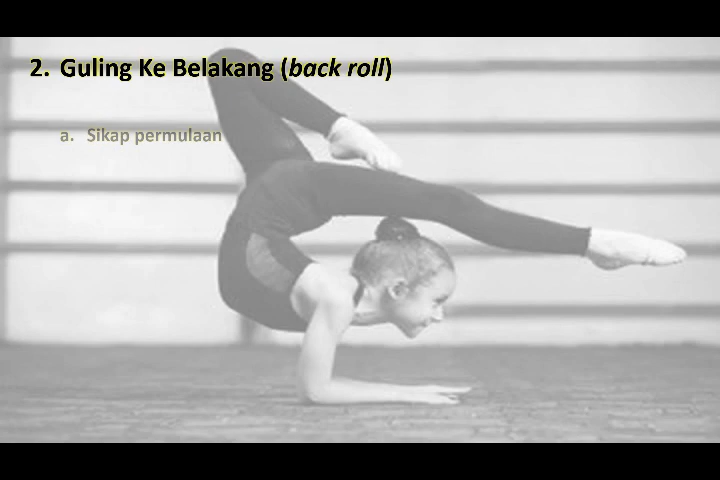 2. Guling Ke Belakang (back roll)
a. Sikap permulaan